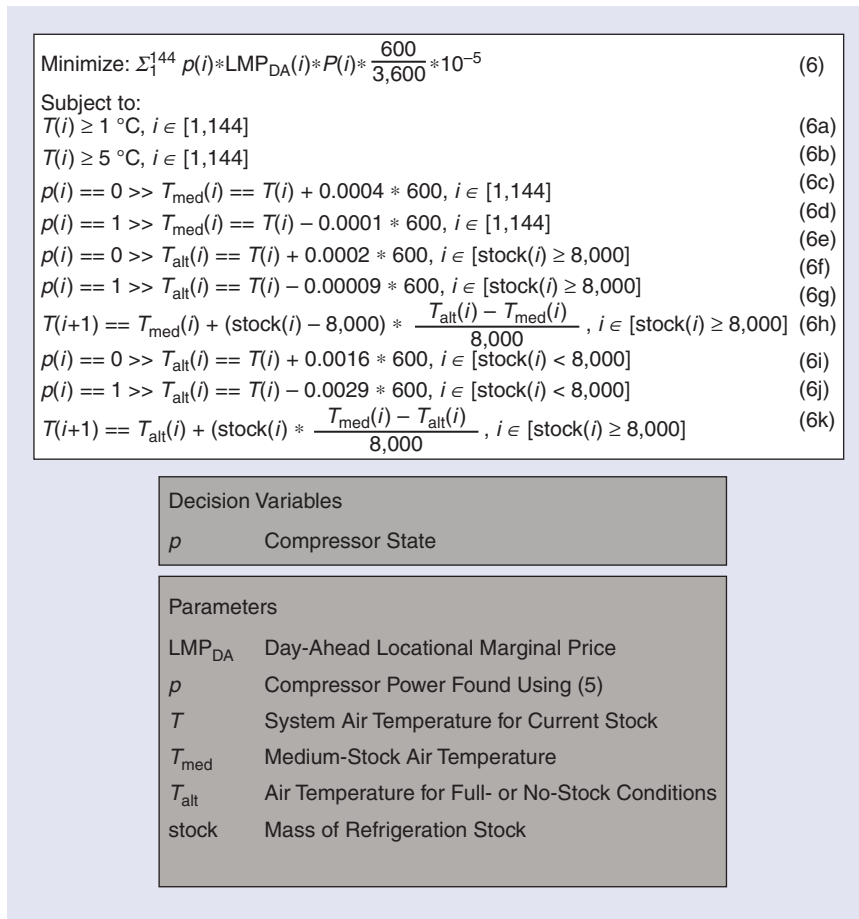 Minimize: Σ₁¹⁴⁴ p(i)*LMP_DA(i)*P(i)* 600/3,600 *10⁻⁵ (6)
Subject to:
T(i) ≥ 1 °C, i ∈ [1,144] (6a)
T(i) ≥ 5 °C, i ∈ [1,144] (6b)
p(i) == 0 >> T_med(i) == T(i) + 0.0004 * 600, i ∈ [1,144] (6c)
p(i) == 1 >> T_med(i) == T(i) – 0.0001 * 600, i ∈ [1,144] (6d)
(6e)
p(i) == 0 >> T_alt(i) == T(i) + 0.0002 * 600, i ∈ [stock(i) ≥ 8,000] (6f)
p(i) == 1 >> T_alt(i) == T(i) – 0.00009 * 600, i ∈ [stock(i) ≥ 8,000] (6g)
T(i+1) == T_med(i) + (stock(i) – 8,000) * T_alt(i) – T_med(i)/8,000 , i ∈ [stock(i) ≥ 8,000] (6h)
p(i) == 0 >> T_alt(i) == T(i) + 0.0016 * 600, i ∈ [stock(i) < 8,000] (6i)
p(i) == 1 >> T_alt(i) == T(i) – 0.0029 * 600, i ∈ [stock(i) < 8,000] (6j)
T(i+1) == T_alt(i) + (stock(i) * T_med(i) – T_alt(i)/8,000 , i ∈ [stock(i) ≥ 8,000] (6k)
Decision Variables
p Compressor State
Parameters
LMP_DA Day-Ahead Locational Marginal Price
p Compressor Power Found Using (5)
T System Air Temperature for Current Stock
T_med Medium-Stock Air Temperature
T_alt Air Temperature for Full- or No-Stock Conditions
stock Mass of Refrigeration Stock